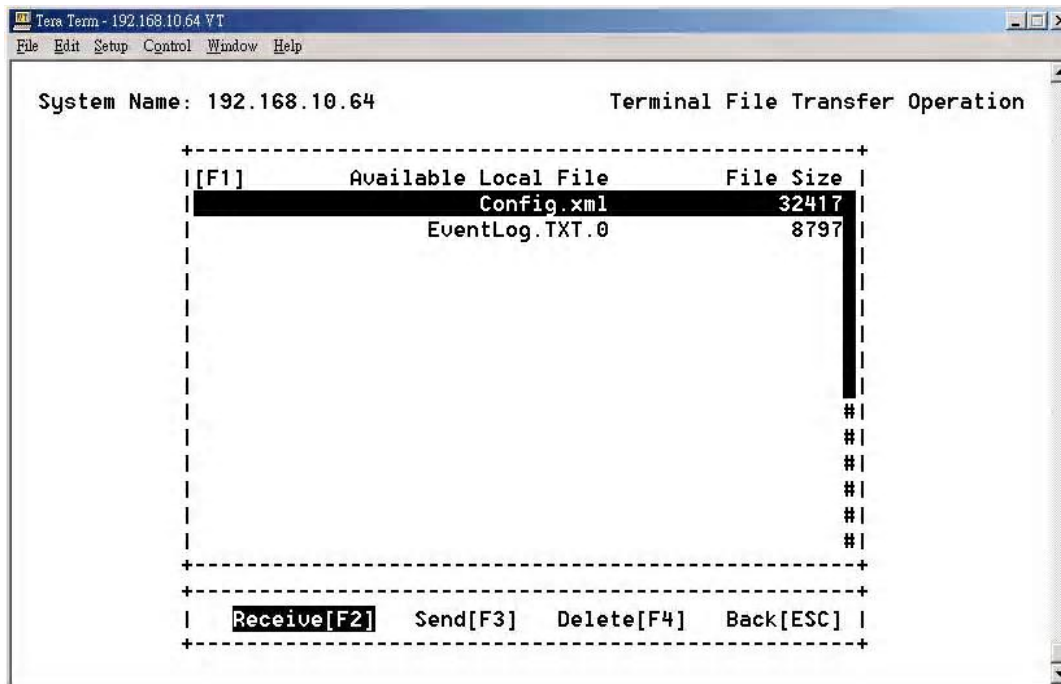 Tera Term - 192.168.10.64 VT
File Edit Setup Control Window Help
System Name: 192.168.10.64 Terminal File Transfer Operation
[F1] Available Local File File Size
Config.xml 32417
EventLog.TXT.0 8797
#
#
#
#
#
#
Receive[F2] Send[F3] Delete[F4] Back[ESC]